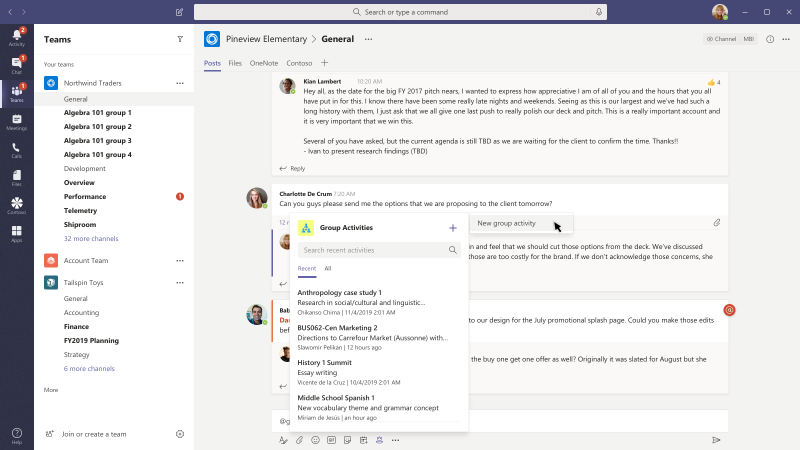 Search or type a command
2
Activity
1
Chat
1
Teams
Meetings
Calls
Files
Contoso
Apps
Help
Teams
Your teams
Northwind Traders
General
Algebra 101 group 1
Algebra 101 group 2
Algebra 101 group 3
Algebra 101 group 4
Development
Overview
Performance
1
Telemetry
Shiproom
32 more channels
Account Team
Tailspin Toys
General
Accounting
Finance
FY2019 Planning
Strategy
6 more channels
More
Join or create a team
Pineview Elementary > General
Channel MBI
Posts Files OneNote Contoso
Kian Lambert 10:20 AM
4
Hey all, as the date for the big FY 2017 pitch nears, I wanted to express how appreciative I am of all of you and the hours that you all
have put in for this. I know there have been some really late nights and weekends. Seeing as this is our largest and we've had such a
long history with them, I just ask that we all give one last push to really polish our deck and pitch. This is a really important account and
it is very important that we win this.
Several of you have asked, but the current agenda is still TBD as we are waiting for the client to confirm the time. Thanks!!
- Ivan to present research findings (TBD)
Reply
Charlotte De Crum 7:20 AM
Can you guys please send me the options that we are proposing to the client tomorrow?
12 r
New group activity
in and feel that we should cut those options from the deck. We've discussed
those are too costly for the brand. If we don't acknowledge those concerns, she
Bab
Dan
to our design for the July promotional splash page. Could you make those edits
bef
the buy one get one offer as well? Originally it was slated for August but she
@g
Group Activities
Search recent activities
Recent All
Anthropology case study 1
Research in social/cultural and linguistic...
Chikanso Chima | 11/4/2019 2:01 AM
BUS062-Cen Marketing 2
Directions to Carrefour Market (Aussonne) with...
Slawomir Pelikan | 12 hours ago
History 1 Summit
Essay writing
Vicente de la Cruz | 10/4/2019 2:01 AM
Middle School Spanish 1
New vocabulary theme and grammar concept
Miriam de Jesús | an hour ago